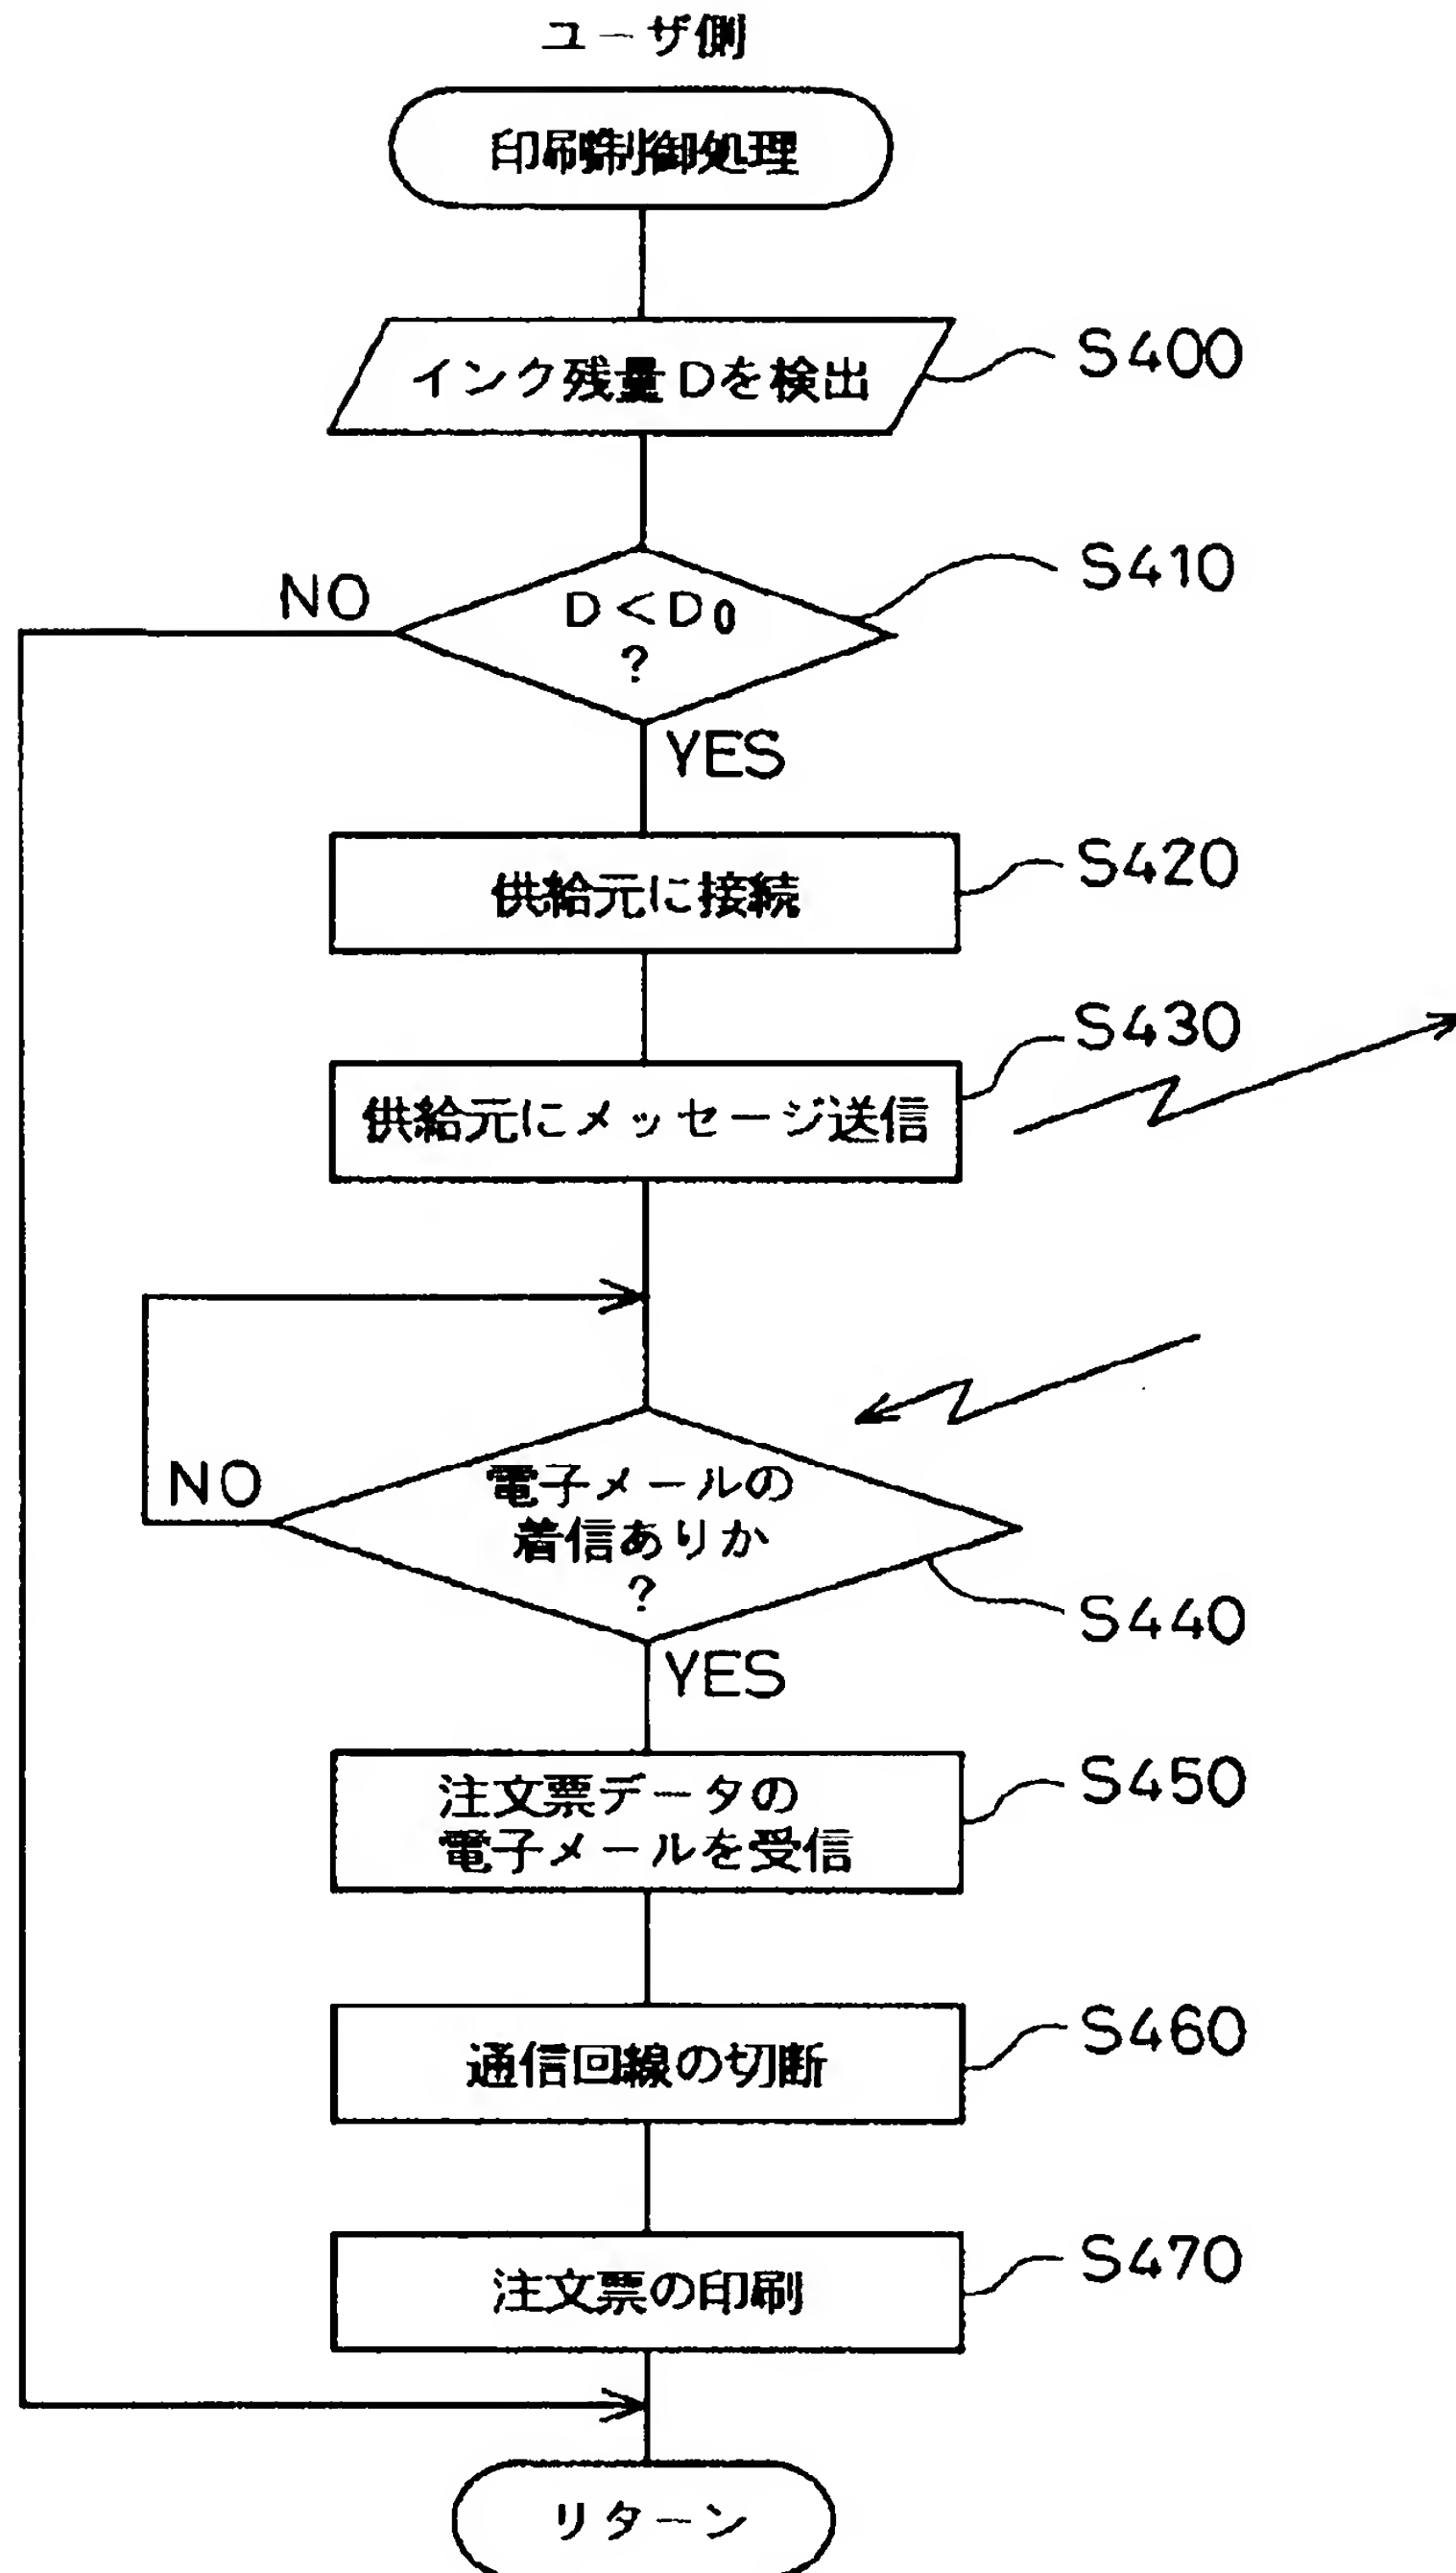 ユーザ側
印刷制御処理
インク残量Dを検出
S400
NO
D<D0
?
S410
YES
供給元に接続
S420
供給元にメッセージ送信
S430
NO
電子メールの
着信ありか
?
S440
YES
注文票データの
電子メールを受信
S450
通信回線の切断
S460
注文票の印刷
S470
リターン